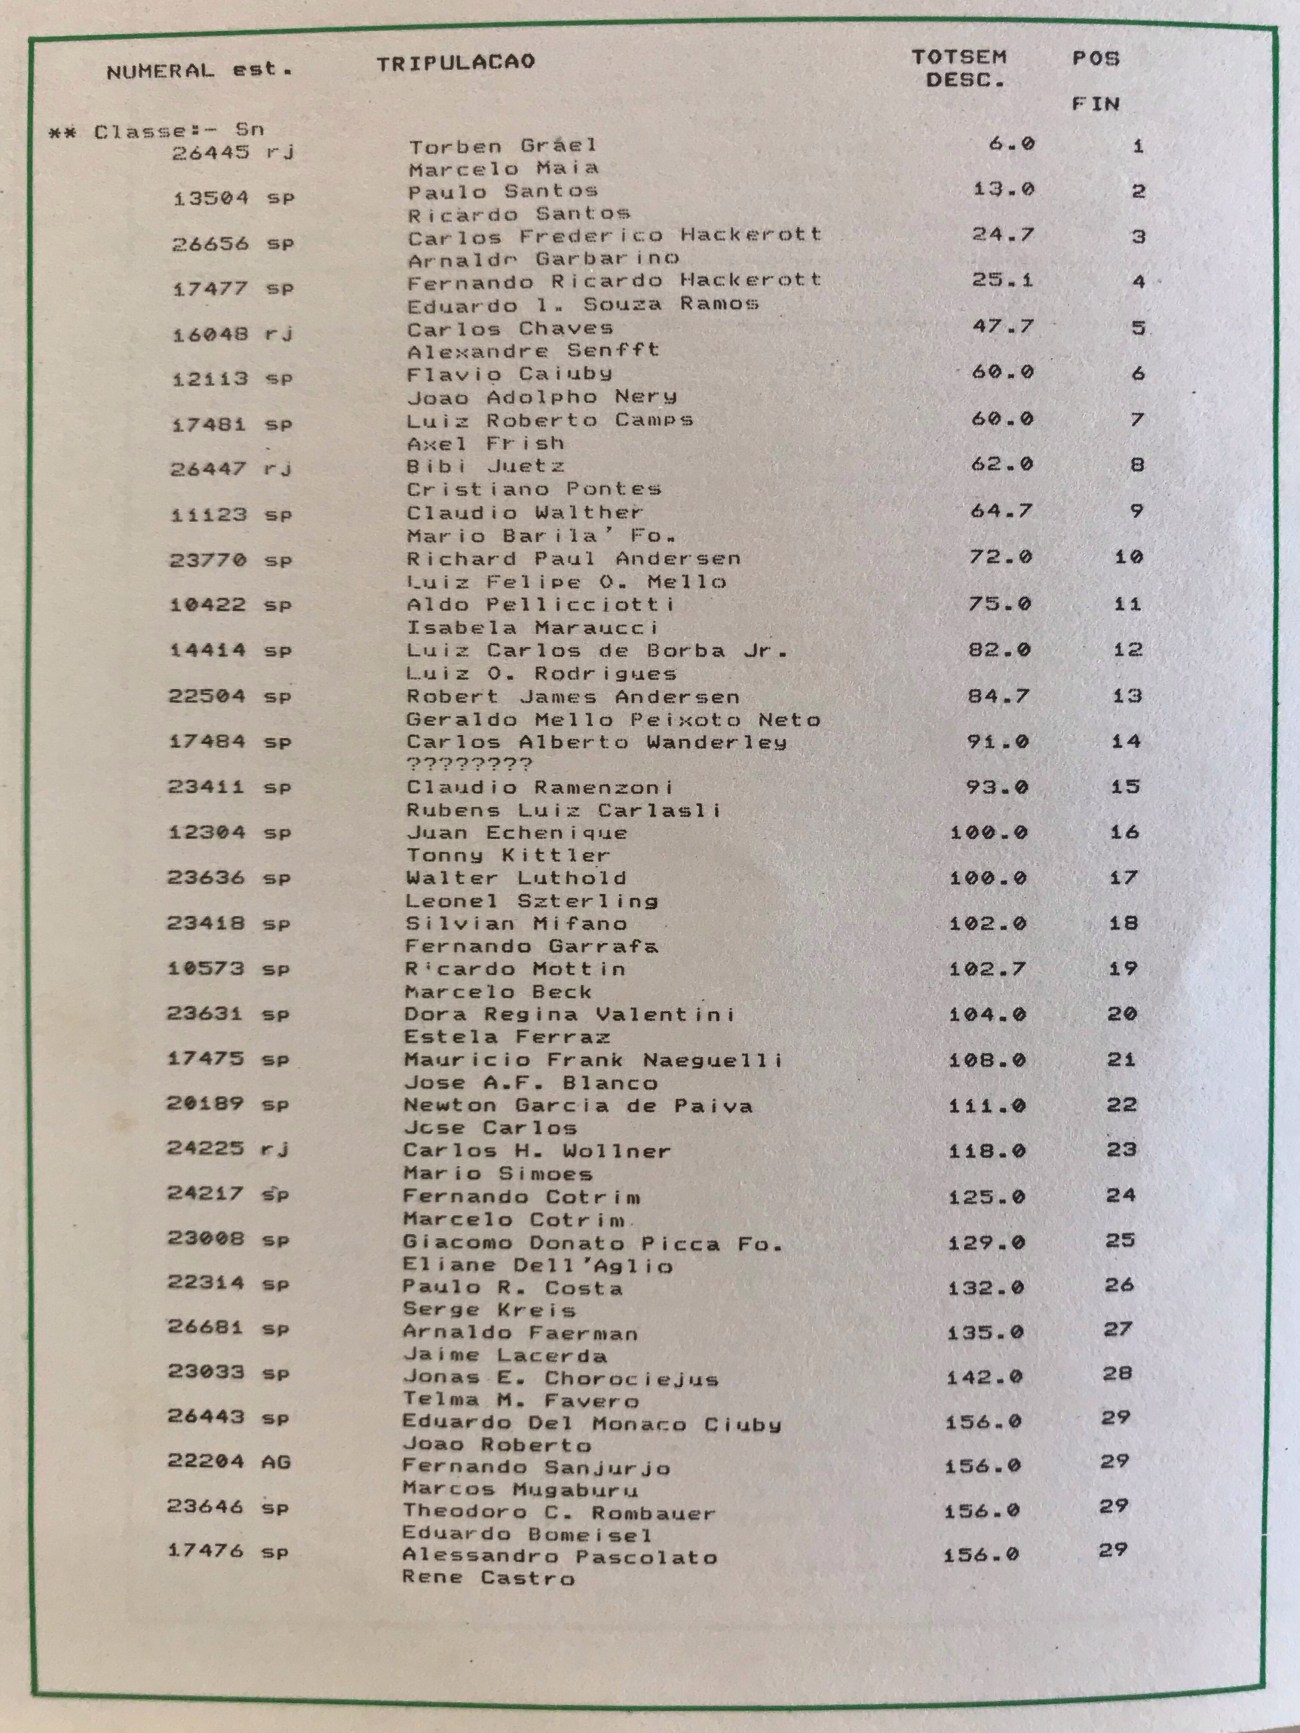 NUMERAL est. TRIPULACAO TOTSEM POS
DESC.
FIN
** Classe:- Sn
26445 rj Torben Grael 6.0 1
Marcelo Maia
13504 sp Paulo Santos 13.0 2
Ricardo Santos
26656 sp Carlos Frederico Hackerott 24.7 3
Arnaldo Garbarino
17477 sp Fernando Ricardo Hackerott 25.1 4
Eduardo l. Souza Ramos
16048 rj Carlos Chaves 47.7 5
Alexandre Senfft
12113 sp Flavio Caiuby 60.0 6
Joao Adolpho Nery
17481 sp Luiz Roberto Camps 60.0 7
Axel Frish
26447 rj Bibi Juetz 62.0 8
Cristiano Pontes
11123 sp Claudio Walther 64.7 9
Mario Barila' Fo.
23770 sp Richard Paul Andersen 72.0 10
Luiz Felipe O. Mello
10422 sp Aldo Pellicciotti 75.0 11
Isabela Maraucci
14414 sp Luiz Carlos de Borba Jr. 82.0 12
Luiz O. Rodrigues
22504 sp Robert James Andersen 84.7 13
Geraldo Mello Peixoto Neto
17484 sp Carlos Alberto Wanderley 91.0 14
????????
23411 sp Claudio Ramenzoni 93.0 15
Rubens Luiz Carlasli
12304 sp Juan Echenique 100.0 16
Tonny Kittler
23636 sp Walter Luthold 100.0 17
Leonel Szterling
23418 sp Silvian Mifano 102.0 18
Fernando Garrafa
10573 sp Ricardo Mottin 102.7 19
Marcelo Beck
23631 sp Dora Regina Valentini 104.0 20
Estela Ferraz
17475 sp Mauricio Frank Naeguelli 108.0 21
Jose A.F. Blanco
20189 sp Newton Garcia de Paiva 111.0 22
Jose Carlos
24225 rj Carlos H. Wollner 118.0 23
Mario Simoes
24217 sp Fernando Cotrim 125.0 24
Marcelo Cotrim
23008 sp Giacomo Donato Picca Fo. 129.0 25
Eliane Dell'Aglio
22314 sp Paulo R. Costa 132.0 26
Serge Kreis
26681 sp Arnaldo Faerman 135.0 27
Jaime Lacerda
23033 sp Jonas E. Chorociejus 142.0 28
Telma M. Favero
26443 sp Eduardo Del Monaco Ciuby 156.0 29
Joao Roberto
22204 AG Fernando Sanjurjo 156.0 29
Marcos Mugaburu
23646 sp Theodoro C. Rombauer 156.0 29
Eduardo Bomeisel
17476 sp Alessandro Pascolato 156.0 29
Rene Castro